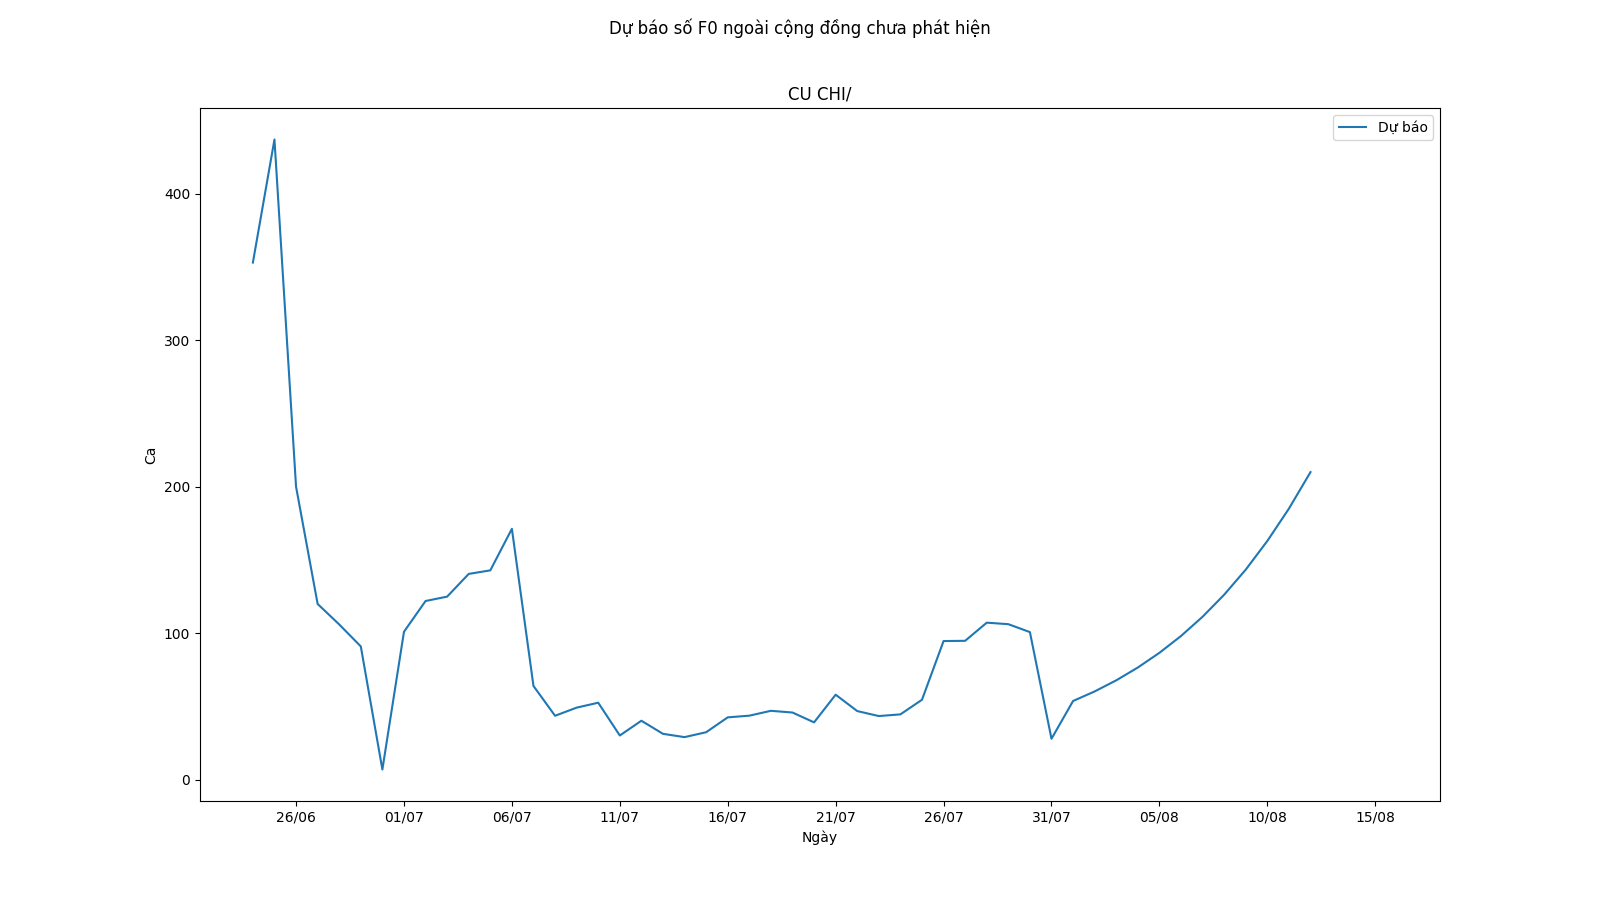 Dự báo số F0 ngoài cộng đồng chưa phát hiện
CU CHI/
Dự báo
400
300
200
100
0
Ca
26/06 01/07 06/07 11/07 16/07 21/07 26/07 31/07 05/08 10/08 15/08
Ngày